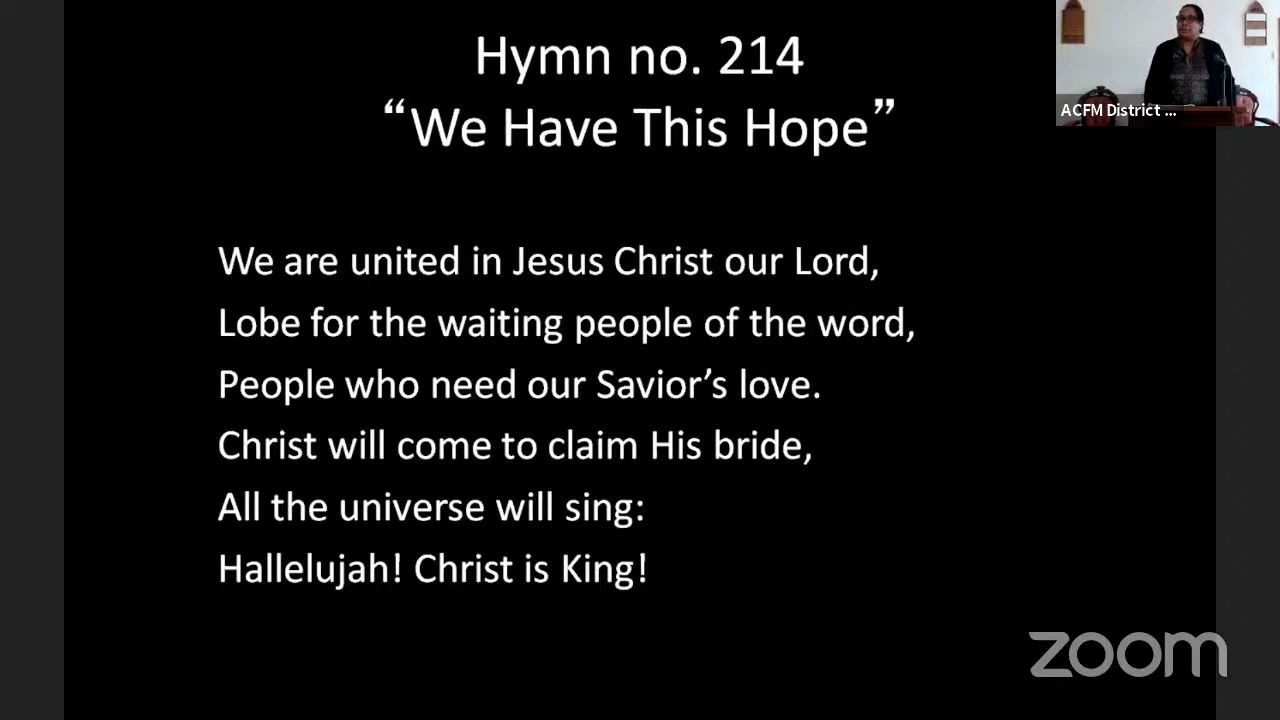 Hymn no. 214
“We Have This Hope”
We are united in Jesus Christ our Lord,
Lobe for the waiting people of the word,
People who need our Savior’s love.
Christ will come to claim His bride,
All the universe will sing:
Hallelujah! Christ is King!
ACFM District ...
zoom